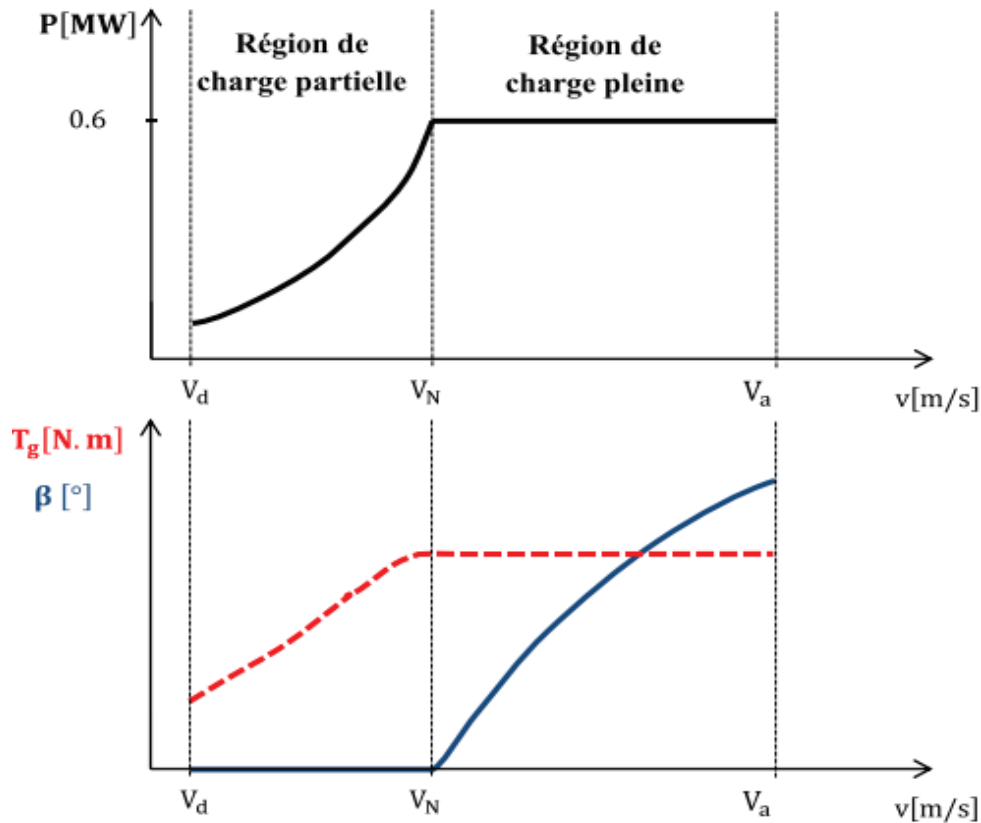 P[MW]
Région de
charge partielle
Région de
charge pleine
0.6
V_d
V_N
V_a
v[m/s]
T_g[N. m]
β [°]
V_d
V_N
V_a
v[m/s]